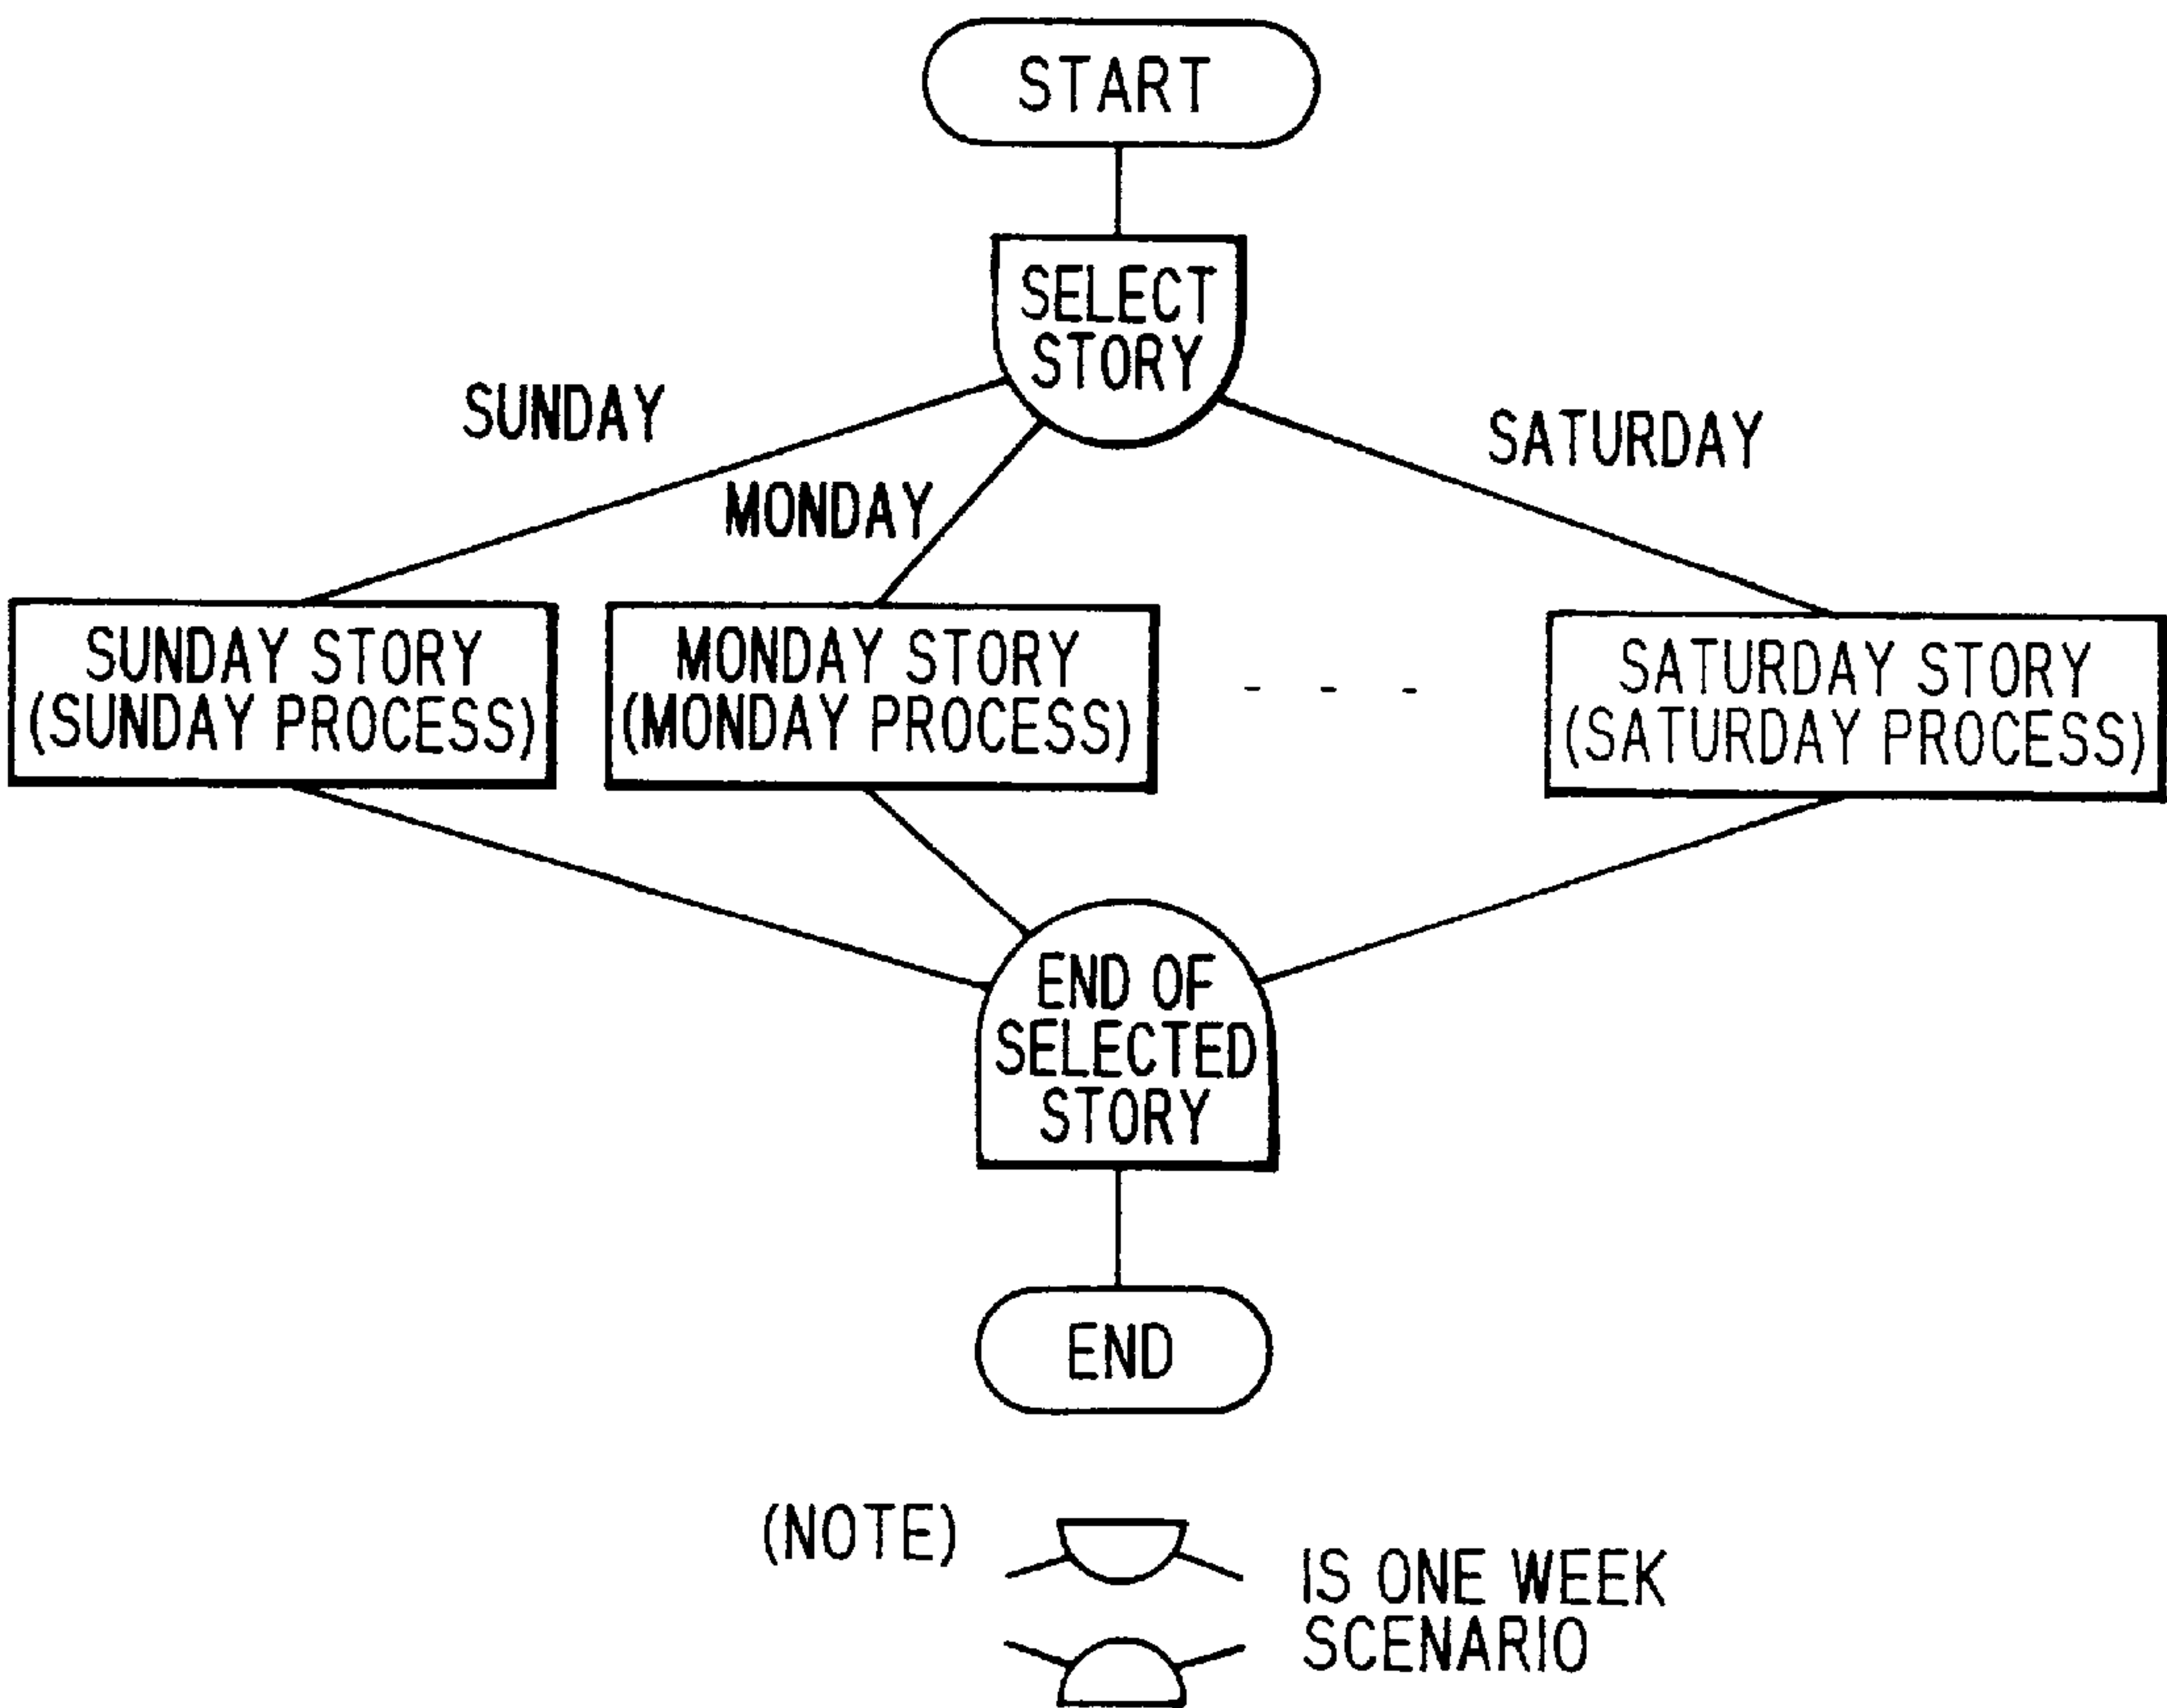 START
SELECT
STORY
SUNDAY
MONDAY
SATURDAY
SUNDAY STORY
(SUNDAY PROCESS)
MONDAY STORY
(MONDAY PROCESS)
- - -
SATURDAY STORY
(SATURDAY PROCESS)
END OF
SELECTED
STORY
END
(NOTE)
IS ONE WEEK
SCENARIO